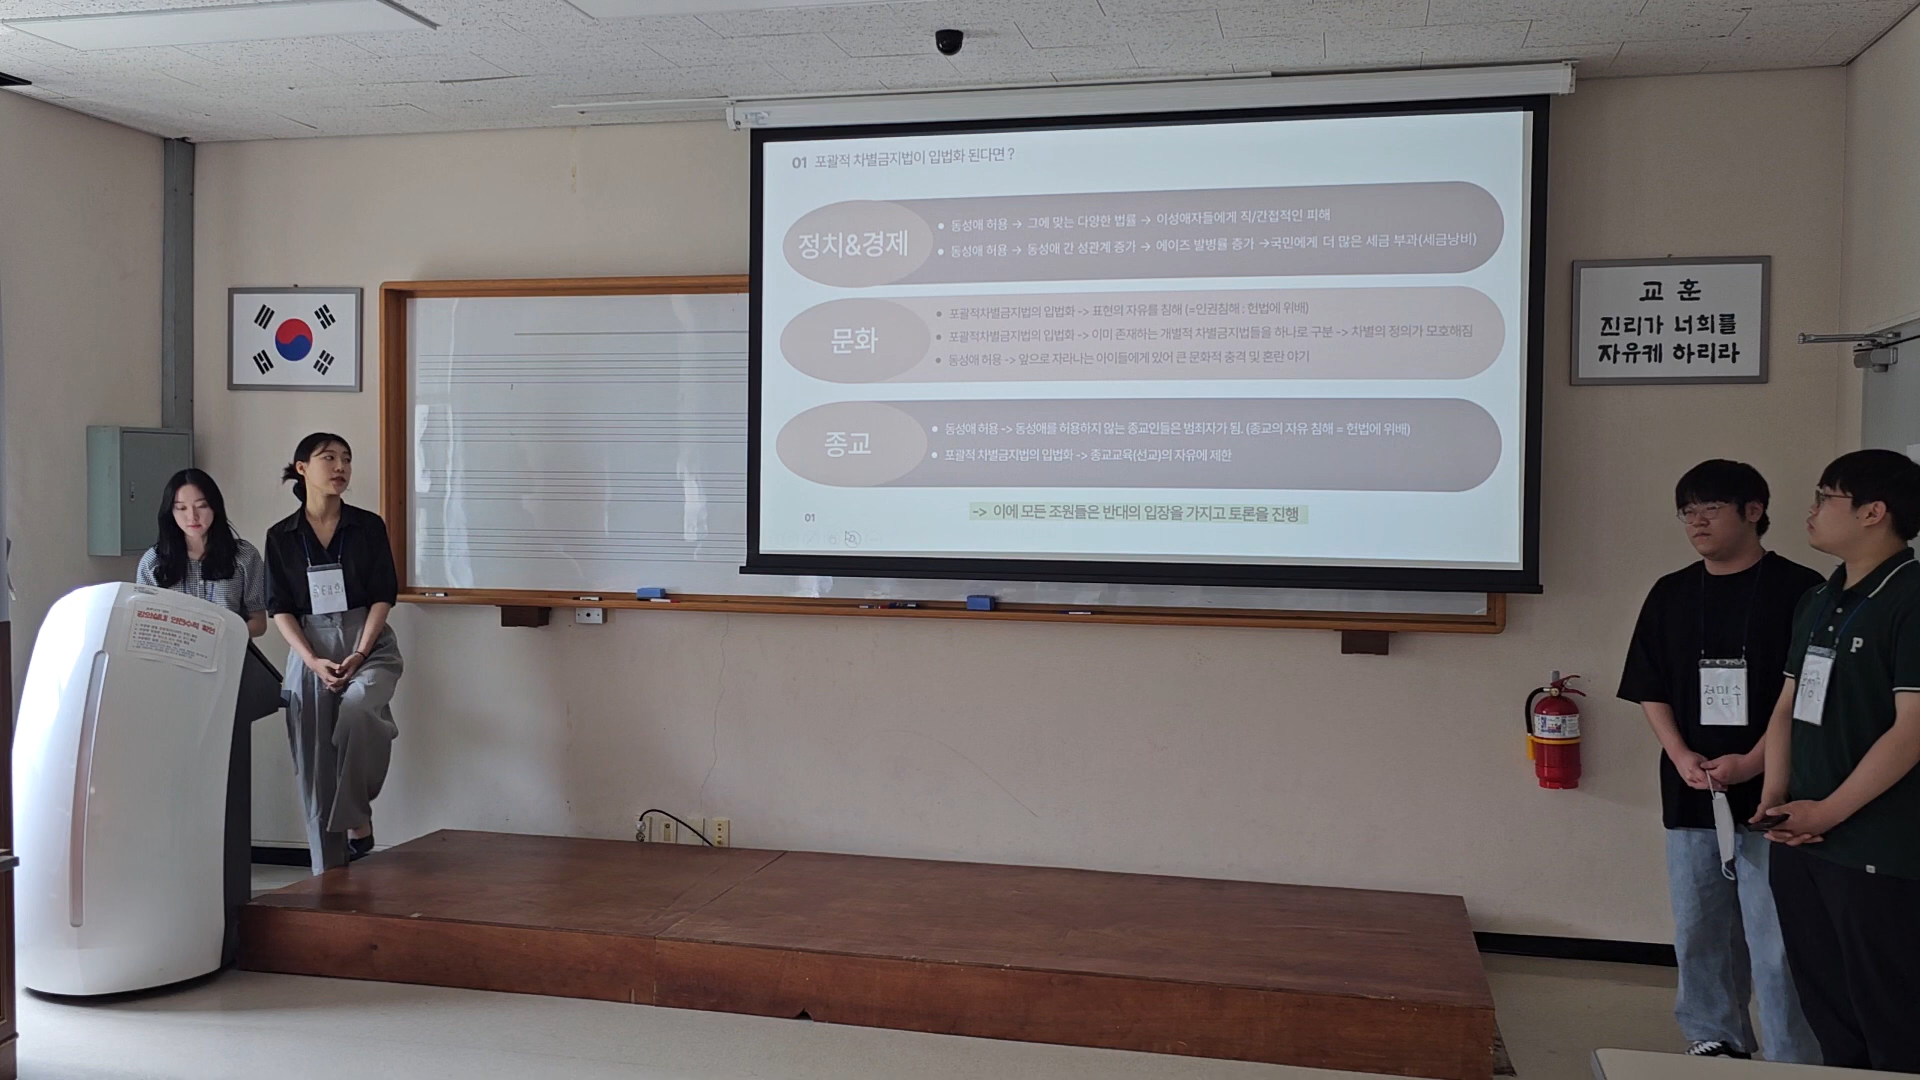 01 포괄적 차별금지법이 입법화 된다면 ?
정치&경제
• 동성애 허용 → 그에 맞는 다양한 법률 → 이성애자들에게 직/간접적인 피해
• 동성애 허용 → 동성애 간 성관계 증가 → 에이즈 발병률 증가 →국민에게 더 많은 세금 부과(세금낭비)
문화
• 포괄적차별금지법의 입법화 -> 표현의 자유를 침해 (=인권침해 : 헌법에 위배)
• 포괄적차별금지법의 입법화 -> 이미 존재하는 개별적 차별금지법들을 하나로 구분 -> 차별의 정의가 모호해짐
• 동성애 허용 -> 앞으로 자라나는 아이들에게 있어 큰 문화적 충격 및 혼란 야기
종교
• 동성애 허용 -> 동성애를 허용하지 않는 종교인들은 범죄자가 됨. (종교의 자유 침해 = 헌법에 위배)
• 포괄적 차별금지법의 입법화 -> 종교교육(선교)의 자유에 제한
-> 이에 모든 조원들은 반대의 입장을 가지고 토론을 진행
01
교 훈
진리가 너희를
자유케 하리라
강의실내 안전수칙
정민수
P